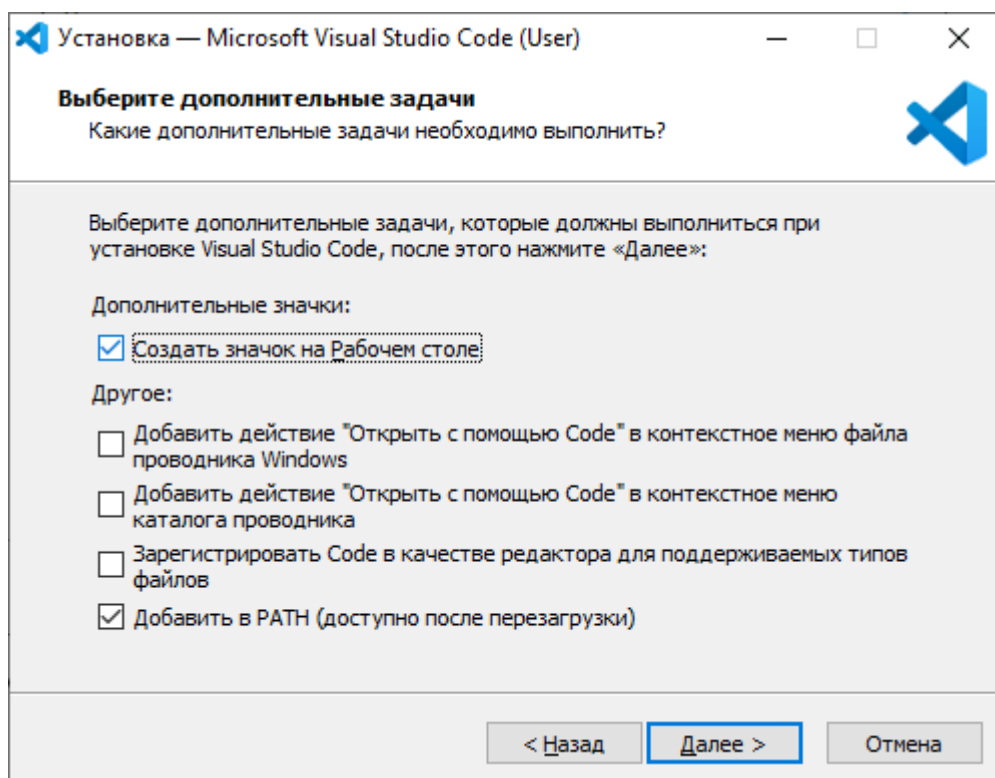 Установка — Microsoft Visual Studio Code (User)
Выберите дополнительные задачи
Какие дополнительные задачи необходимо выполнить?
Выберите дополнительные задачи, которые должны выполниться при
установке Visual Studio Code, после этого нажмите «Далее»:
Дополнительные значки:
Создать значок на Рабочем столе
Другое:
Добавить действие "Открыть с помощью Code" в контекстное меню файла
проводника Windows
Добавить действие "Открыть с помощью Code" в контекстное меню
каталога проводника
Зарегистрировать Code в качестве редактора для поддерживаемых типов
файлов
Добавить в PATH (доступно после перезагрузки)
< Назад Далее > Отмена